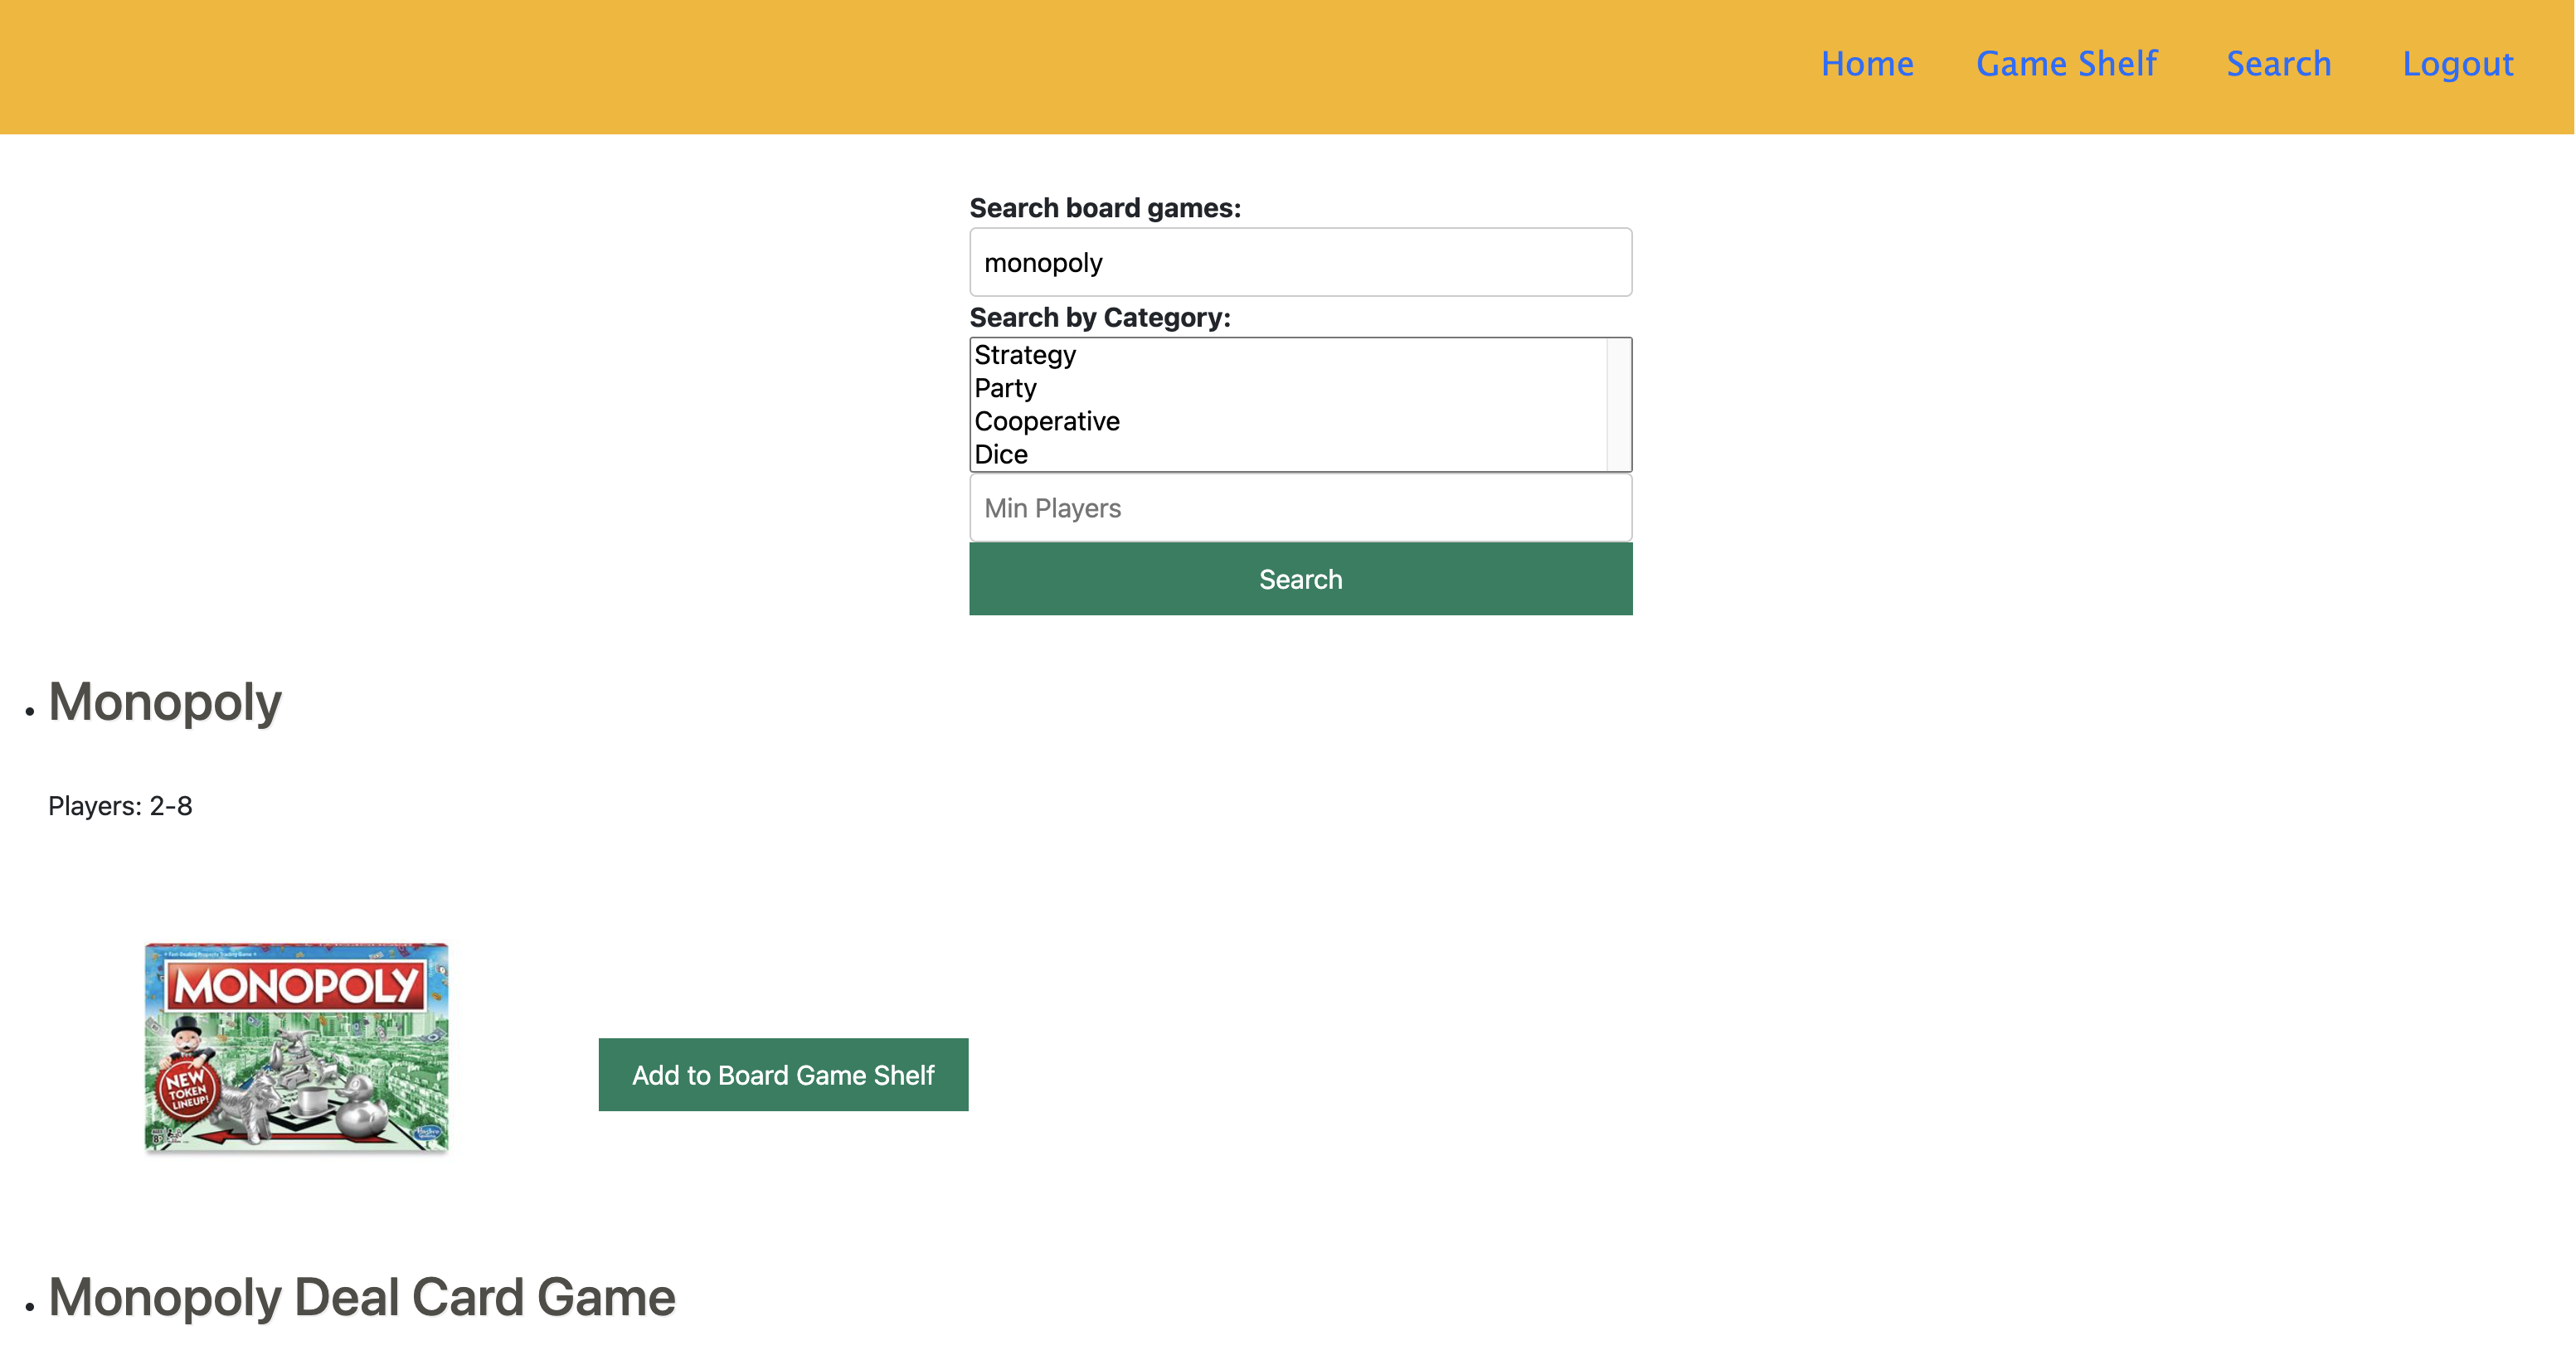 Home Game Shelf Search Logout
Search board games:
monopoly
Search by Category:
Strategy
Party
Cooperative
Dice
Min Players
Search
Monopoly
Players: 2-8
MONOPOLY
NEW
TOKEN
LINEUP!
Add to Board Game Shelf
Monopoly Deal Card Game